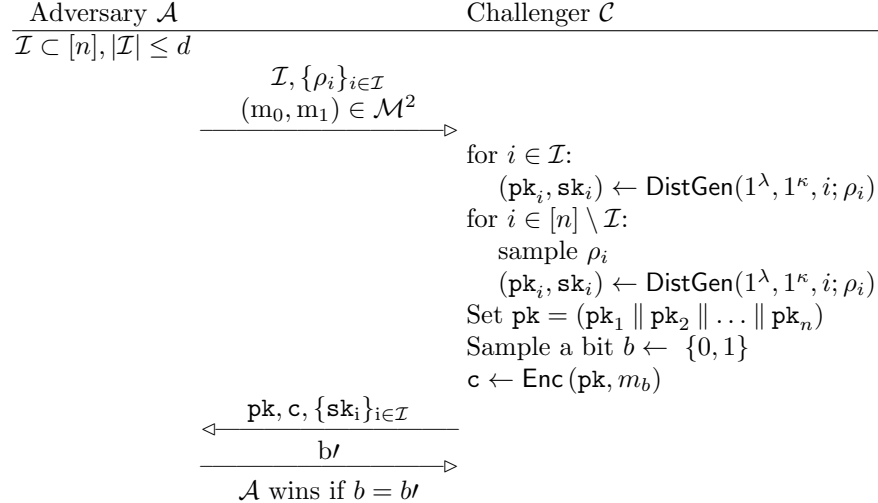 Adversary 𝒜 Challenger 𝒞
ℐ ⊂ [n], |ℐ| ≤ d
ℐ, {ρ_i}_{i∈ℐ}
(m_0, m_1) ∈ ℳ^2
for i ∈ ℐ:
(pk_i, sk_i) ← DistGen(1^λ, 1^κ, i; ρ_i)
for i ∈ [n] \ ℐ:
sample ρ_i
(pk_i, sk_i) ← DistGen(1^λ, 1^κ, i; ρ_i)
Set pk = (pk_1 ∥ pk_2 ∥ … ∥ pk_n)
Sample a bit b ← {0, 1}
c ← Enc (pk, m_b)
pk, c, {sk_i}_{i∈ℐ}
b′
𝒜 wins if b = b′